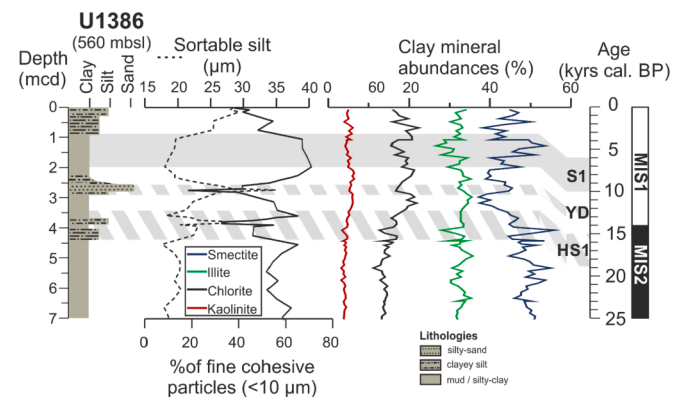 U1386
(560 mbsl)
Depth
(mcd)
Clay
Silt
Sand
Sortable silt
(µm)
Clay mineral
abundances (%)
Age
(kyrs cal. BP)
15 20 25 30 35 40
0 60 20 40 60
0
1
2
3
4
5
6
7
0
5
10
15
20
25
S1
YD
HS1
MIS1
MIS2
Smectite
Illite
Chlorite
Kaolinite
0 20 40 60 80
%of fine cohesive
particles (<10 µm)
Lithologies
silty-sand
clayey silt
mud / silty-clay